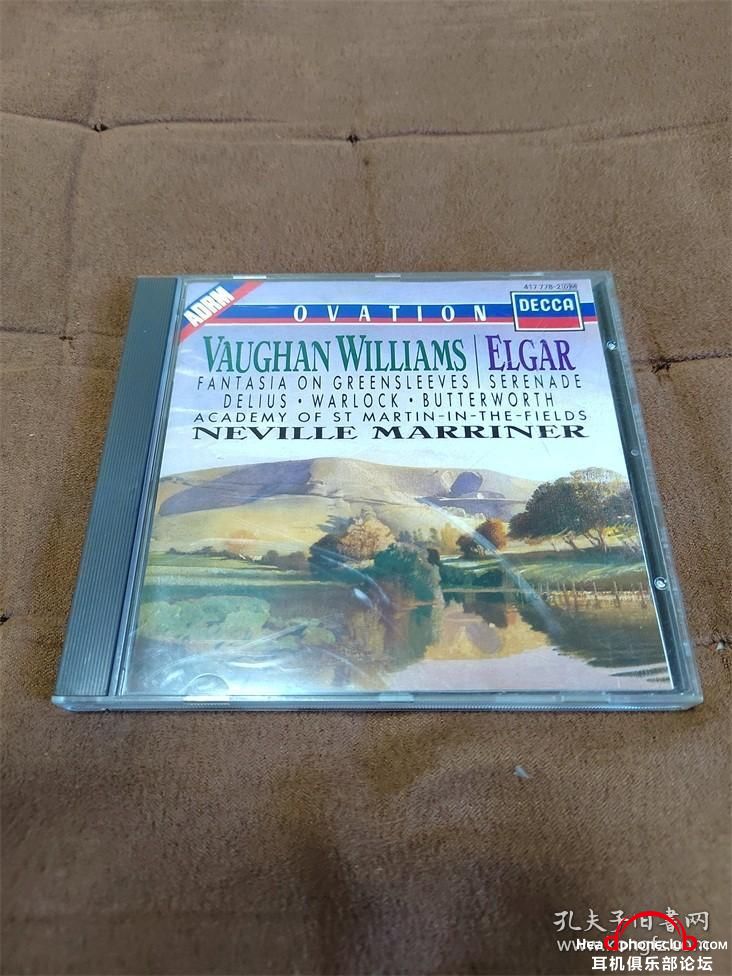 ADRM
417 778-2
OVATION
DECCA
VAUGHAN WILLIAMS | ELGAR
FANTASIA ON GREENSLEEVES | SERENADE
DELIUS • WARLOCK • BUTTERWORTH
ACADEMY OF ST MARTIN-IN-THE-FIELDS
NEVILLE MARRINER
孔夫子旧书网
Headphoneclub.com
耳机俱乐部论坛